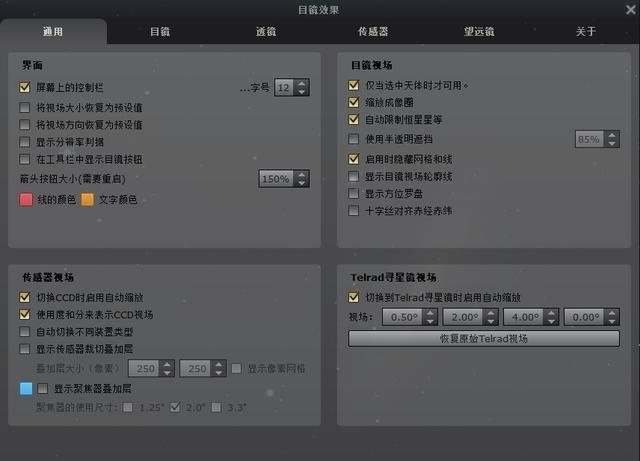 目镜效果
通用 目镜 透镜 传感器 望远镜 关于
界面
屏幕上的控制栏 ...字号 12
将视场大小恢复为预设值
将视场方向恢复为预设值
显示分辨率判据
在工具栏中显示目镜按钮
箭头按钮大小(需要重启) 150%
线的颜色 文字颜色
目镜视场
仅当选中天体时才可用。
缩放成像圈
自动限制恒星星等
使用半透明遮挡 85%
启用时隐藏网格和线
显示目镜视场轮廓线
显示方位罗盘
十字丝对齐赤经赤纬
传感器视场
切换CCD时启用自动缩放
使用度和分来表示CCD视场
自动切换不同装置类型
显示传感器裁切叠加层
叠加层大小（像素） 250 250 显示像素网格
显示聚焦器叠加层
聚焦器的使用尺寸: 1.25" 2.0" 3.3"
Telrad寻星镜视场
切换到Telrad寻星镜时启用自动缩放
视场: 0.50° 2.00° 4.00° 0.00°
恢复原始Telrad视场